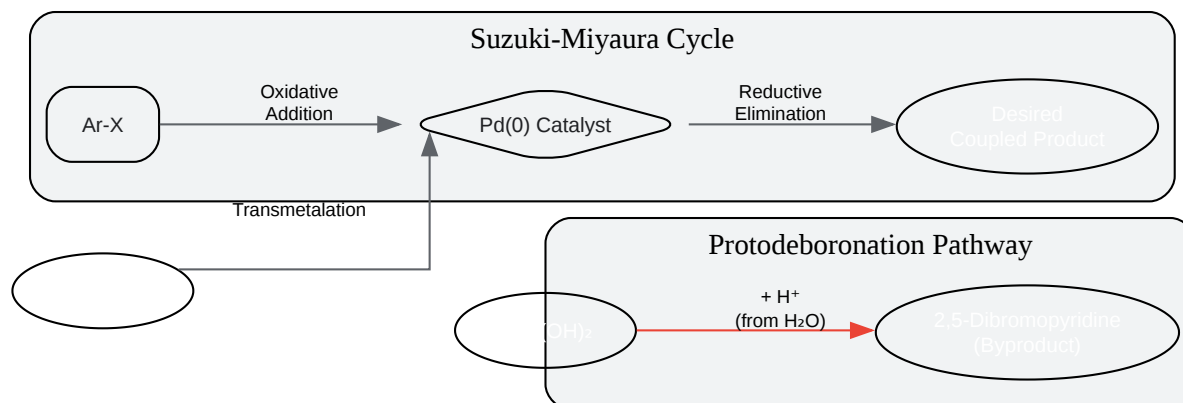 Suzuki-Miyaura Cycle
Ar-X
Oxidative
Addition
Pd(0) Catalyst
Reductive
Elimination
Desired
Coupled Product
Transmetalation
Protodeboronation Pathway
(OH)₂
+ H⁺
(from H₂O)
2,5-Dibromopyridine
(Byproduct)